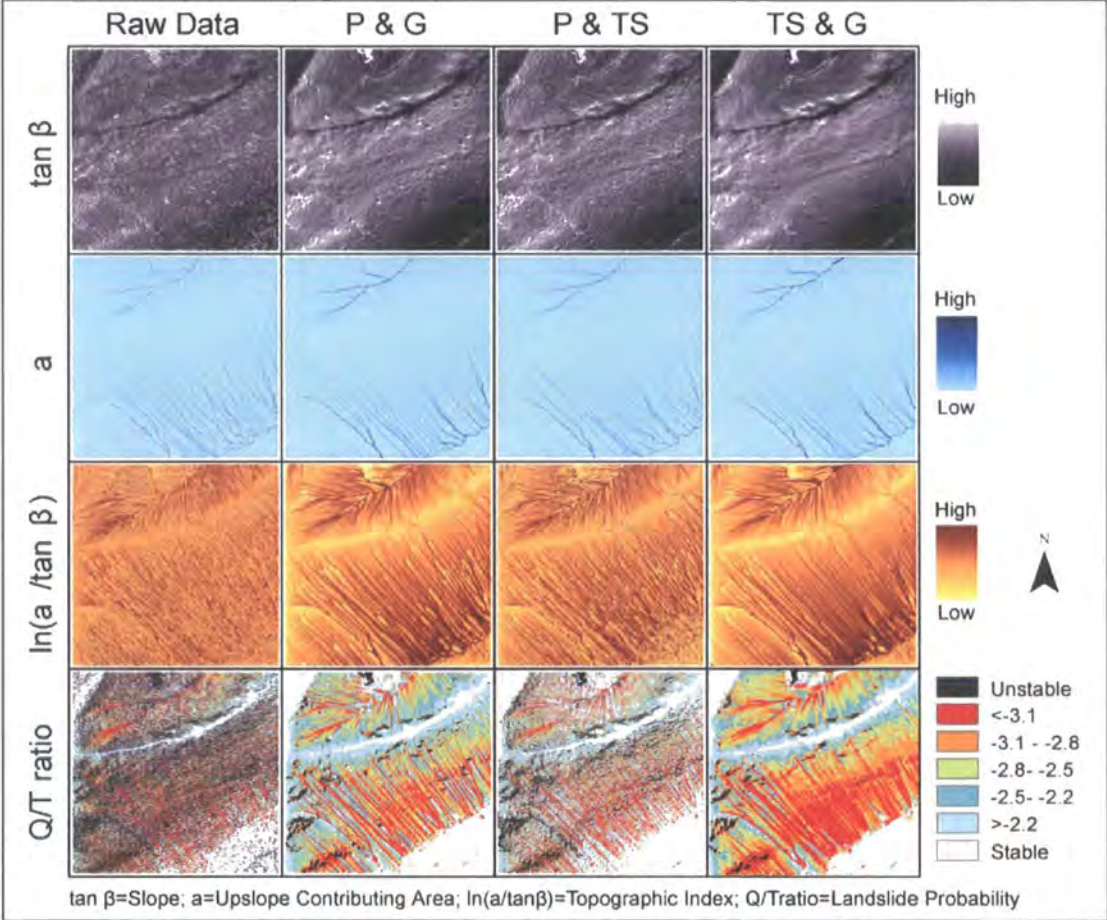 Raw Data P & G P & TS TS & G
tan β
High
Low
a
High
Low
ln(a /tan β)
High
Low
N
Q/T ratio
Unstable
<-3.1
-3.1 - -2.8
-2.8- -2.5
-2.5- -2.2
>-2.2
Stable
tan β=Slope; a=Upslope Contributing Area; ln(a/tanβ)=Topographic Index; Q/Tratio=Landslide Probability